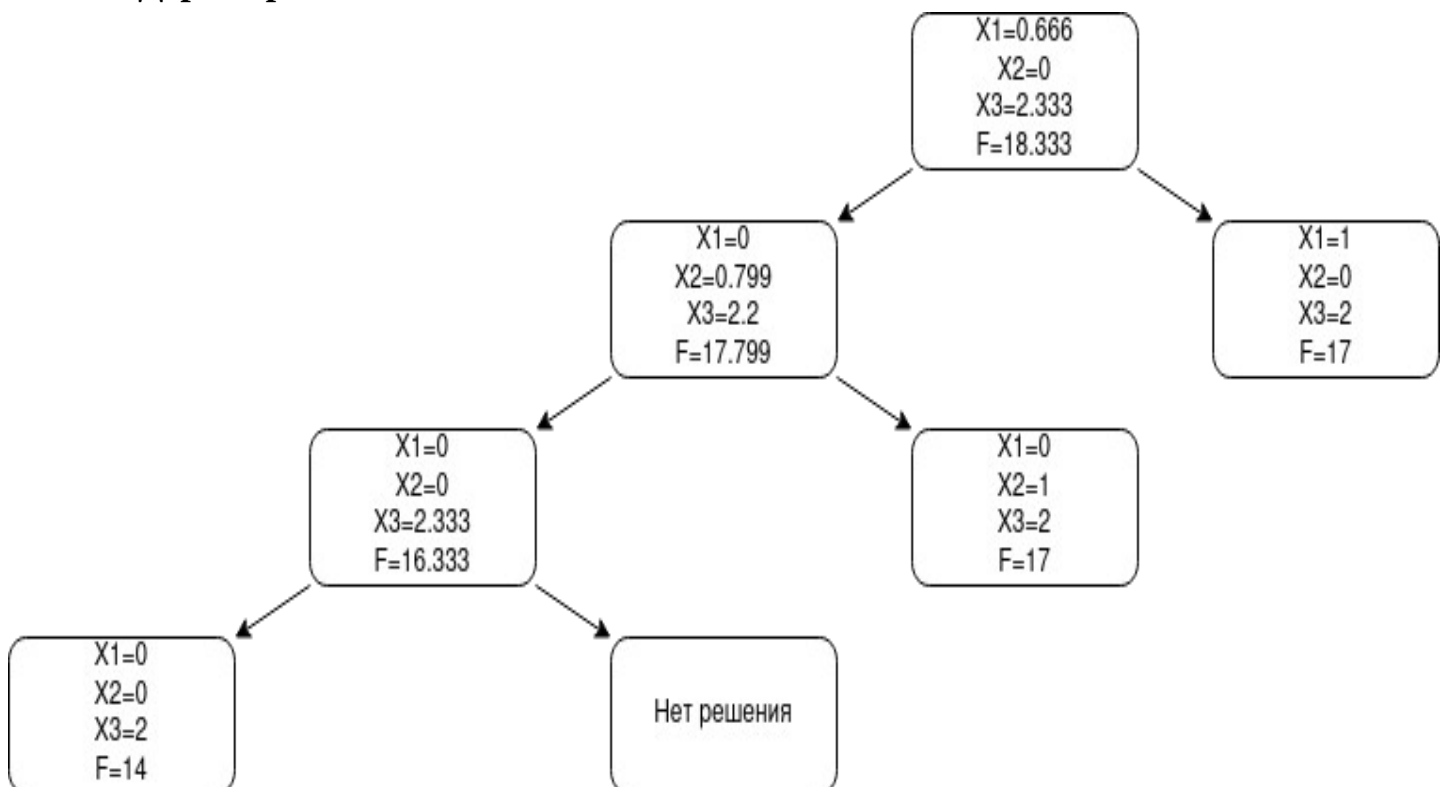 X1=0.666
X2=0
X3=2.333
F=18.333
X1=0
X2=0.799
X3=2.2
F=17.799
X1=1
X2=0
X3=2
F=17
X1=0
X2=0
X3=2.333
F=16.333
X1=0
X2=1
X3=2
F=17
X1=0
X2=0
X3=2
F=14
Нет решения